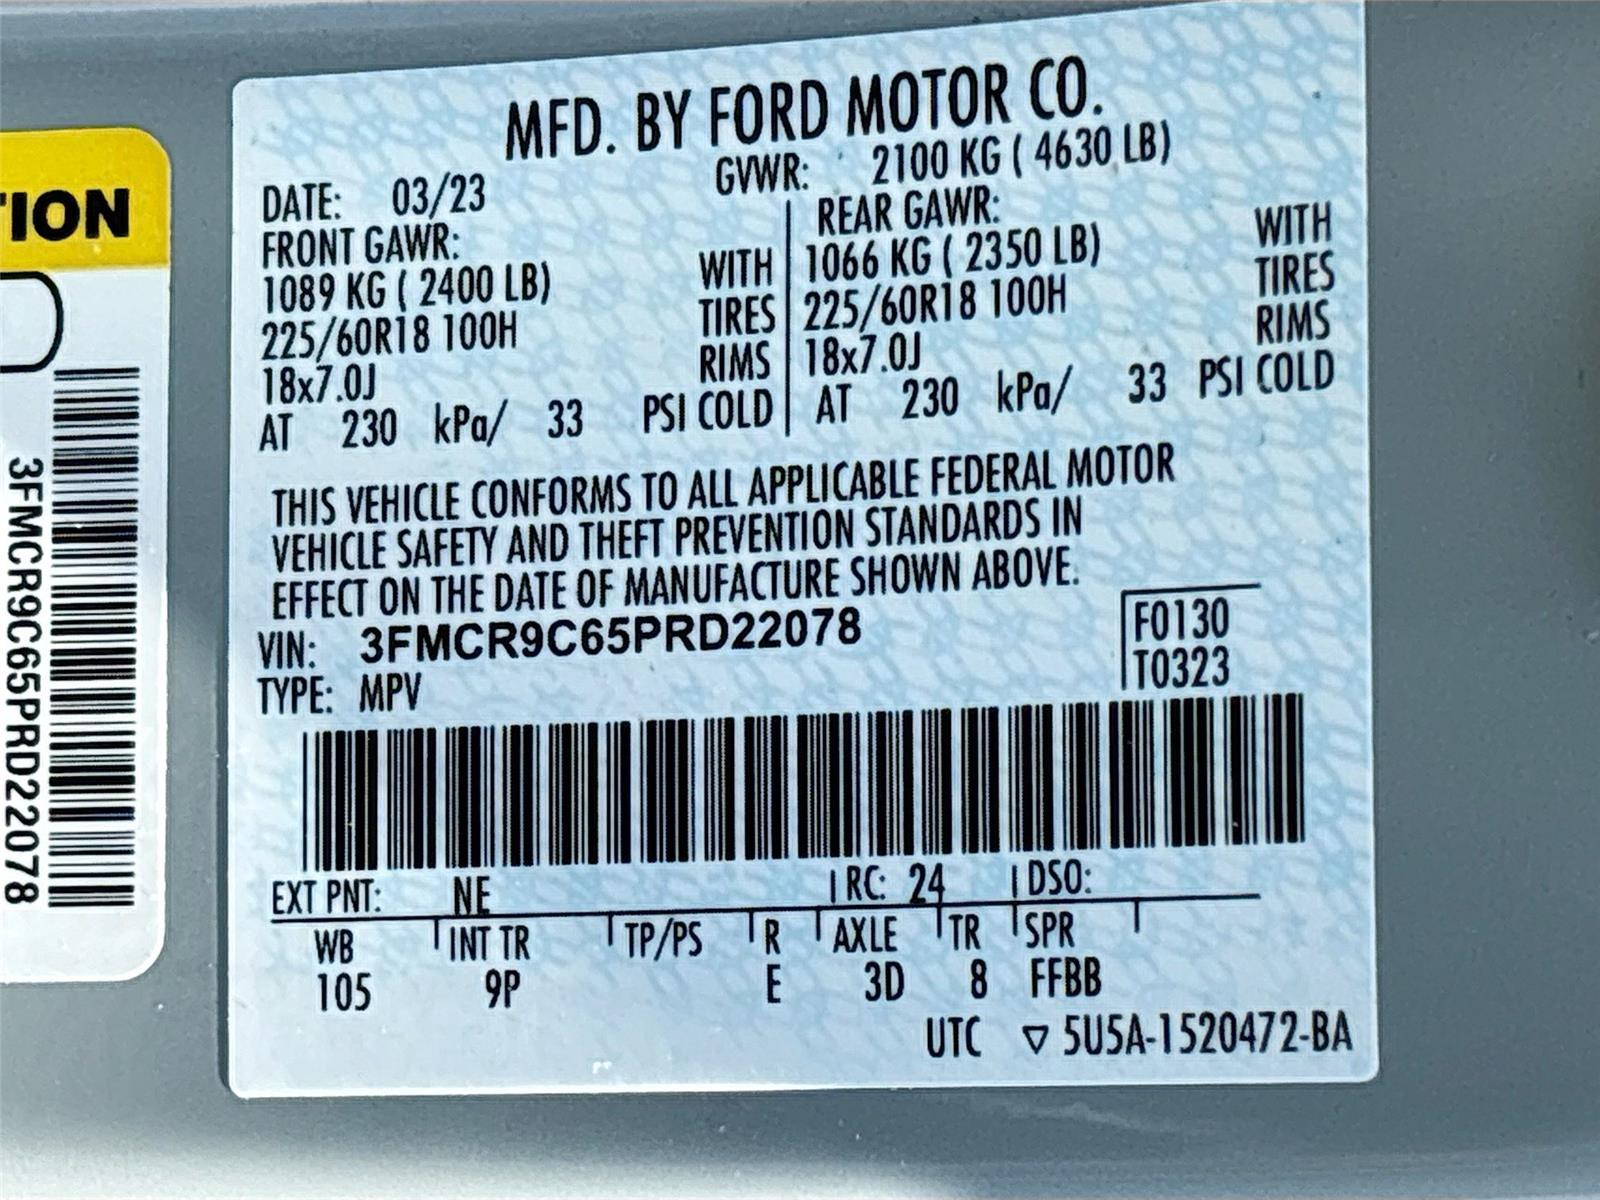 TION
3FMCR9C65PRD22078
MFD. BY FORD MOTOR CO.
DATE: 03/23 GVWR: 2100 KG ( 4630 LB)
FRONT GAWR: REAR GAWR:
1089 KG ( 2400 LB) WITH 1066 KG ( 2350 LB) WITH
225/60R18 100H TIRES 225/60R18 100H TIRES
18x7.0J RIMS 18x7.0J RIMS
AT 230 kPa/ 33 PSI COLD AT 230 kPa/ 33 PSI COLD
THIS VEHICLE CONFORMS TO ALL APPLICABLE FEDERAL MOTOR
VEHICLE SAFETY AND THEFT PREVENTION STANDARDS IN
EFFECT ON THE DATE OF MANUFACTURE SHOWN ABOVE.
VIN: 3FMCR9C65PRD22078 F0130
TYPE: MPV T0323
EXT PNT: NE RC: 24 DSO:
WB INT TR TP/PS R AXLE TR SPR
105 9P E 3D 8 FFBB
UTC ▽ 5U5A-1520472-BA